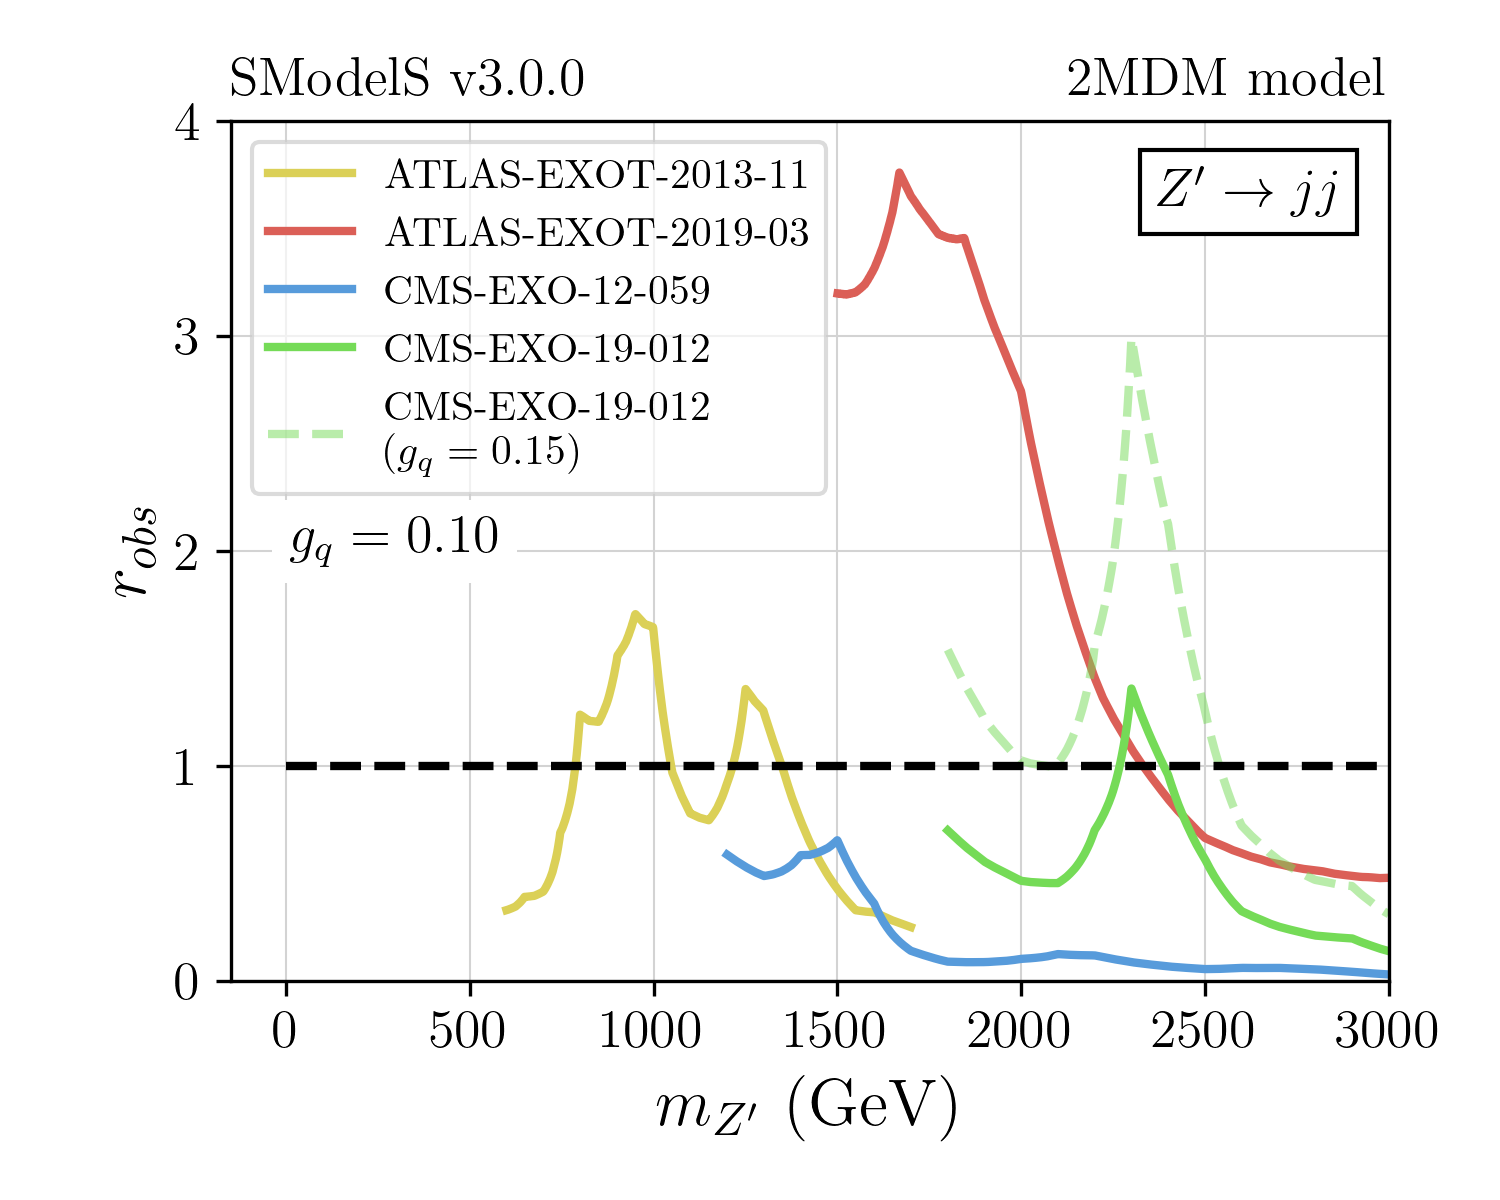 SModelS v3.0.0
2MDM model
4
3
2
1
0
r_obs
ATLAS-EXOT-2013-11
ATLAS-EXOT-2019-03
CMS-EXO-12-059
CMS-EXO-19-012
CMS-EXO-19-012
(g_q = 0.15)
Z′ → jj
g_q = 0.10
0 500 1000 1500 2000 2500 3000
m_Z′ (GeV)